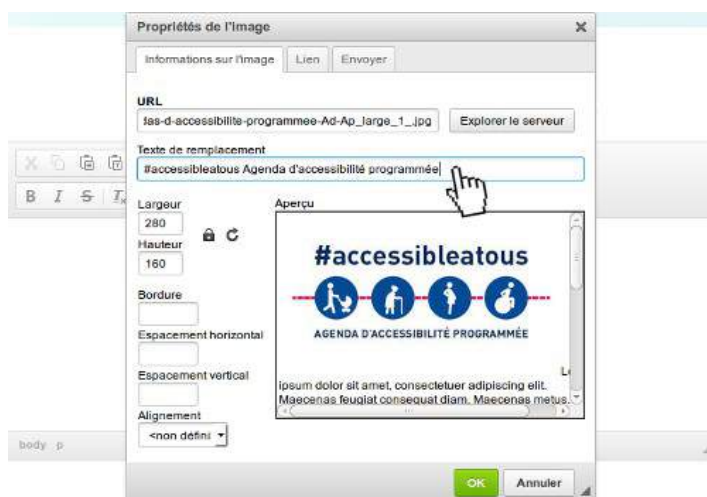 Propriétés de l'image
Informations sur l'image Lien Envoyer
URL
las-d-accessibilite-programmee-Ad-Ap_large_1_.jpg Explorer le serveur
Texte de remplacement
#accessibleatous Agenda d'accessibilité programmée
B I S
Largeur Aperçu
280
Hauteur
160
#accessibleatous
AGENDA D'ACCESSIBILITÉ PROGRAMMÉE
Bordure
Espacement horizontal
Espacement vertical
ipsum dolor sit amet, consectetuer adipiscing elit.
Maecenas feugiat consequat diam. Maecenas metus.
Alignement
<non défini
body p
OK Annuler